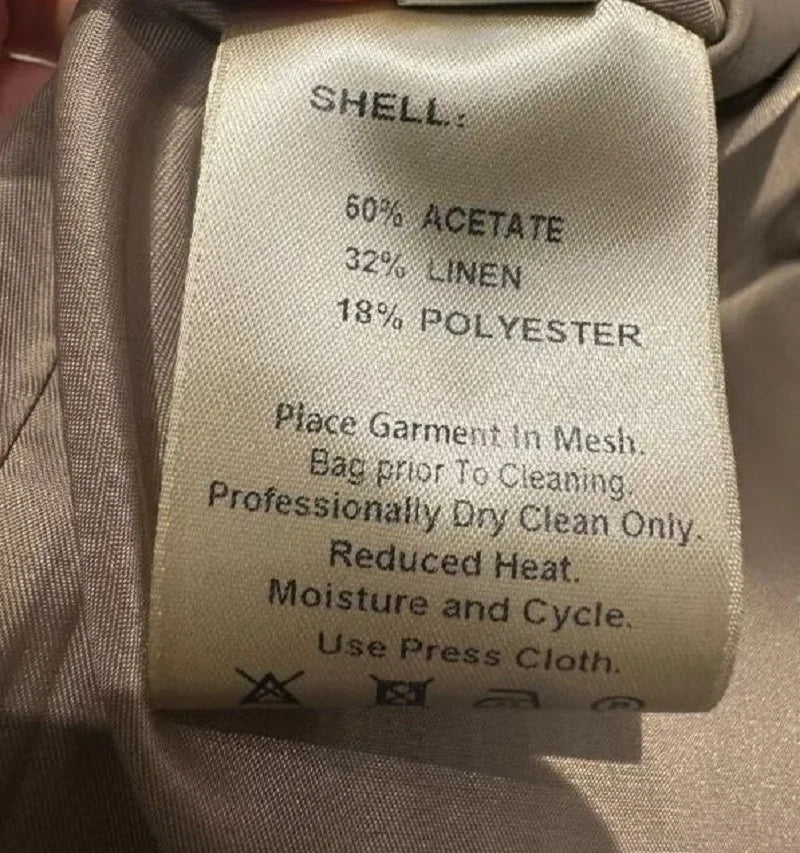 SHELL:
60% ACETATE
32% LINEN
18% POLYESTER
Place Garment In Mesh.
Bag prior To Cleaning.
Professionally Dry Clean Only.
Reduced Heat.
Moisture and Cycle.
Use Press Cloth.